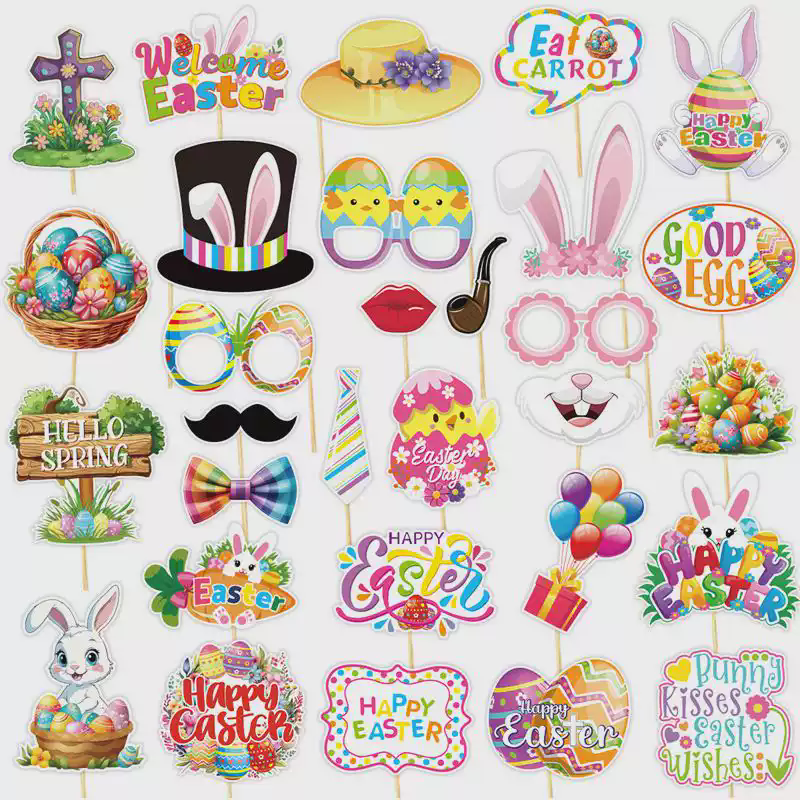 Welcome
Easter
Eat
CARROT
Happy
Easter
GOOD
EGG
HELLO
SPRING
Easter
Day
Easter
HAPPY
Easter
HAPPY
EASTER
Happy
Easter
HAPPY
EASTER
Happy
Easter
Bunny
Kisses
Easter
Wishes